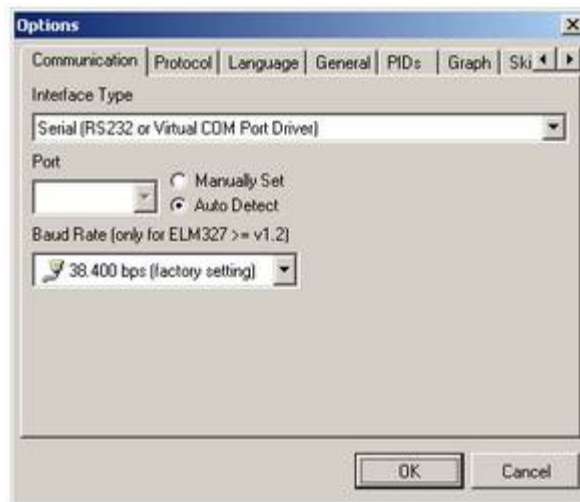 Options
Communication Protocol Language General PIDs Graph Ski
Interface Type
Serial (RS232 or Virtual COM Port Driver)
Port
Manually Set
Auto Detect
Baud Rate (only for ELM327 >= v1.2)
38.400 bps (factory setting)
OK Cancel